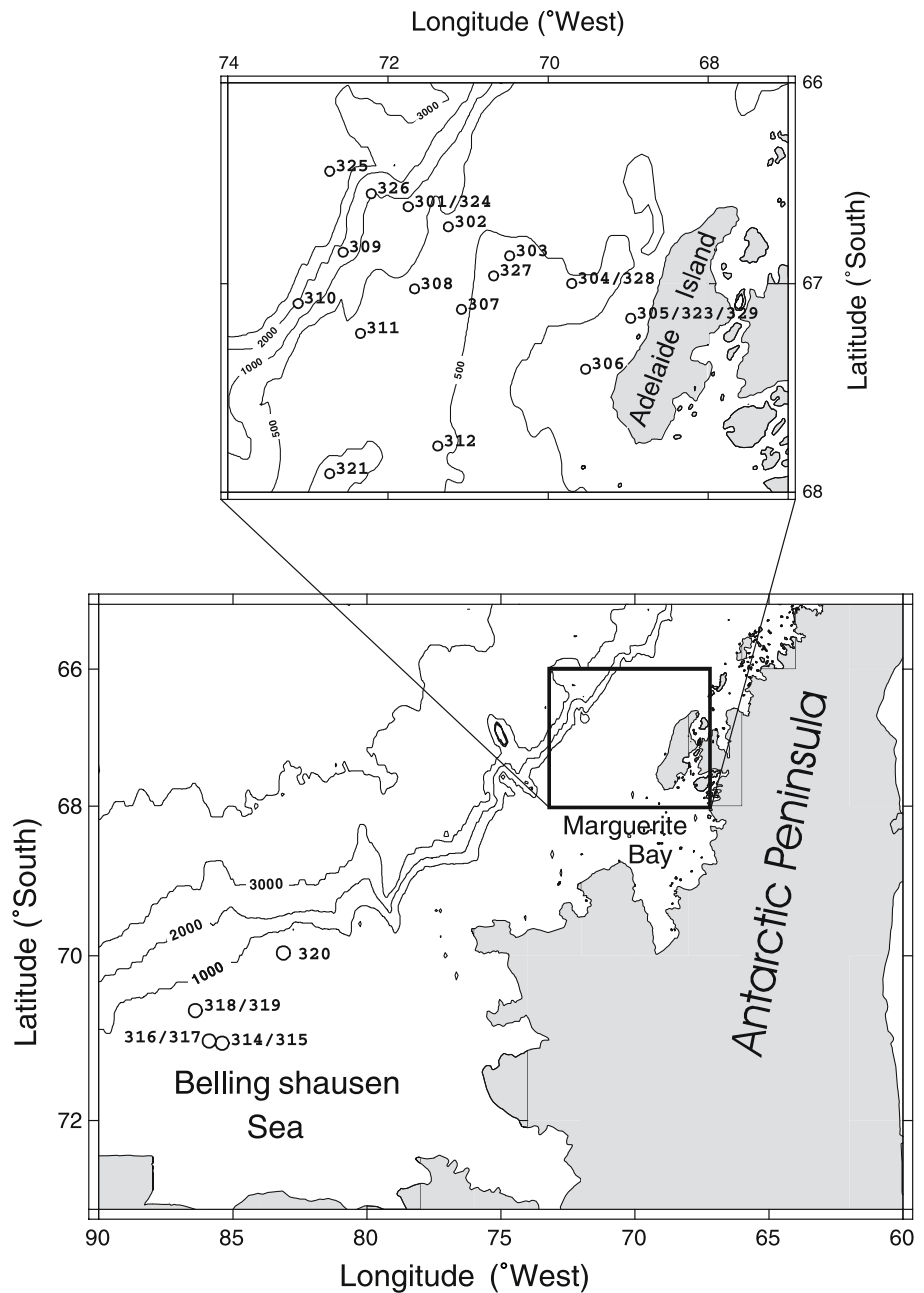 Longitude (°West)
74 72 70 68
66
3000
325
326
301/324
302
309
303
327
308
304/328
67
310
307
305/323/329
2000
311
1000
306
500
500
312
321
68
Adelaide Island
Latitude (°South)
66
68
Marguerite
Bay
3000
2000
1000
70
320
318/319
316/317
314/315
Belling shausen
Sea
72
Antarctic Peninsula
Latitude (°South)
90 85 80 75 70 65 60
Longitude (°West)